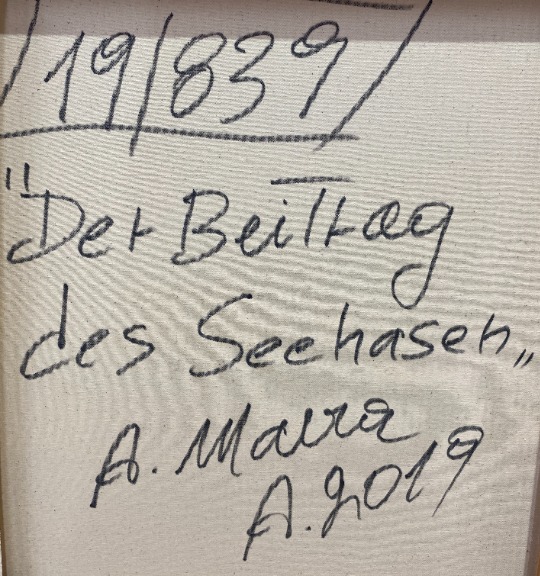 /19/839/
"Der Beitrag
des Seehasen"
A. Maura
A. 2019